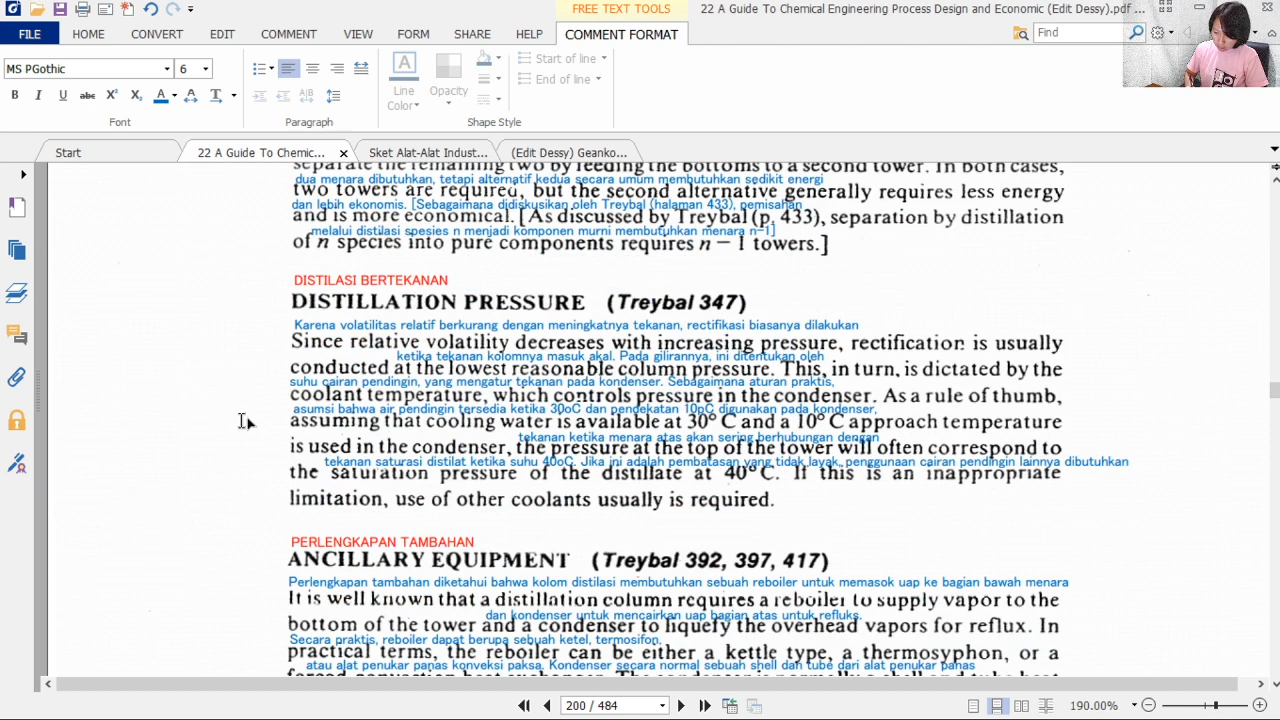 FREE TEXT TOOLS
22 A Guide To Chemical Engineering Process Design and Economic (Edit Dessy).pdf ...
FILE HOME CONVERT EDIT COMMENT VIEW FORM SHARE HELP COMMENT FORMAT
Find
MS PGothic 6
B I U abc X² X₂ A A T
Font
Paragraph
A
Line Color
Opacity
Start of line
End of line
Shape Style
Start
22 A Guide To Chemic...
Sket Alat-Alat Indust...
(Edit Dessy) Geanko...
separate the remaining two by feeding the bottoms to a second tower. In both cases,
dua menara dibutuhkan, tetapi alternatif kedua secara umum membutuhkan sedikit energi
two towers are required, but the second alternative generally requires less energy
dan lebih ekonomis. [Sebagaimana didiskusikan oleh Treybal (halaman 433), pemisahan
and is more economical. [As discussed by Treybal (p. 433), separation by distillation
melalui distilasi spesies n menjadi komponen murni membutuhkan menara n-1]
of n species into pure components requires n − 1 towers.]
DISTILASI BERTEKANAN
DISTILLATION PRESSURE (Treybal 347)
Karena volatilitas relatif berkurang dengan meningkatnya tekanan, rectifikasi biasanya dilakukan
Since relative volatility decreases with increasing pressure, rectification is usually
ketika tekanan kolomnya masuk akal. Pada gilirannya, ini ditentukan oleh
conducted at the lowest reasonable column pressure. This, in turn, is dictated by the
suhu cairan pendingin, yang mengatur tekanan pada kondenser. Sebagaimana aturan praktis,
coolant temperature, which controls pressure in the condenser. As a rule of thumb,
asumsi bahwa air pendingin tersedia ketika 30oC dan pendekatan 10oC digunakan pada kondenser,
assuming that cooling water is available at 30° C and a 10° C approach temperature
tekanan ketika menara atas akan sering berhubungan dengan
is used in the condenser, the pressure at the top of the tower will often correspond to
tekanan saturasi distilat ketika suhu 40oC. Jika ini adalah pembatasan yang tidak layak, penggunaan cairan pendingin lainnya dibutuhkan
the saturation pressure of the distillate at 40° C. If this is an inappropriate
limitation, use of other coolants usually is required.
PERLENGKAPAN TAMBAHAN
ANCILLARY EQUIPMENT (Treybal 392, 397, 417)
Perlengkapan tambahan diketahui bahwa kolom distilasi membutuhkan sebuah reboiler untuk memasok uap ke bagian bawah menara
It is well known that a distillation column requires a reboiler to supply vapor to the
dan kondenser untuk mencairkan uap bagian atas untuk refluks.
bottom of the tower and a condenser to liquefy the overhead vapors for reflux. In
Secara praktis, reboiler dapat berupa sebuah ketel, termosifon,
practical terms, the reboiler can be either a kettle type, a thermosyphon, or a
atau alat penukar panas konveksi paksa. Kondenser secara normal sebuah shell dan tube dari alat penukar panas
200 / 484
190.00%